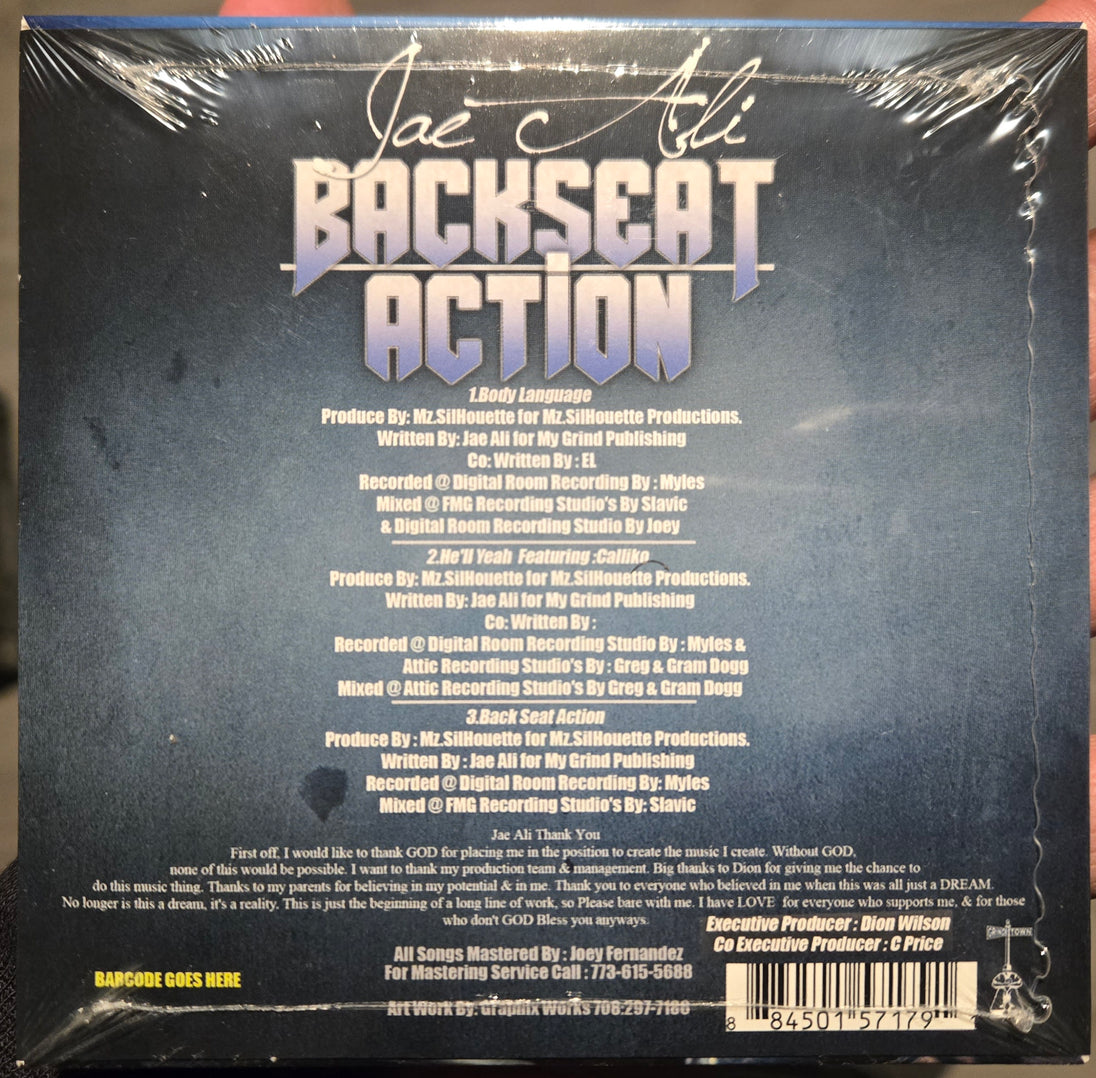 Jae Ali
BACKSEAT
ACTION
1.Body Language
Produce By: Mz.SilHouette for Mz.SilHouette Productions.
Written By: Jae Ali for My Grind Publishing
Co: Written By : EL
Recorded @ Digital Room Recording By : Myles
Mixed @ FMG Recording Studio's By Slavic
& Digital Room Recording Studio By Joey
2.He'll Yeah Featuring :Calliko
Produce By: Mz.SilHouette for Mz.SilHouette Productions.
Written By: Jae Ali for My Grind Publishing
Co: Written By :
Recorded @ Digital Room Recording Studio By : Myles &
Attic Recording Studio's By : Greg & Gram Dogg
Mixed @ Attic Recording Studio's By Greg & Gram Dogg
3.Back Seat Action
Produce By : Mz.SilHouette for Mz.SilHouette Productions.
Written By : Jae Ali for My Grind Publishing
Recorded @ Digital Room Recording By: Myles
Mixed @ FMG Recording Studio's By: Slavic
Jae Ali Thank You
First off, I would like to thank GOD for placing me in the position to create the music I create. Without GOD,
none of this would be possible. I want to thank my production team & management. Big thanks to Dion for giving me the chance to
do this music thing. Thanks to my parents for believing in my potential & in me. Thank you to everyone who believed in me when this was all just a DREAM.
No longer is this a dream, it's a reality. This is just the beginning of a long line of work, so Please bare with me. I have LOVE for everyone who supports me, & for those
who don't GOD Bless you anyways.
Executive Producer : Dion Wilson
Co Executive Producer : C Price
GRIND TOWN
All Songs Mastered By : Joey Fernandez
For Mastering Service Call : 773-615-5688
BARCODE GOES HERE
Art Work By: Graphix Works 708-297-7188
8 84501 57179 1